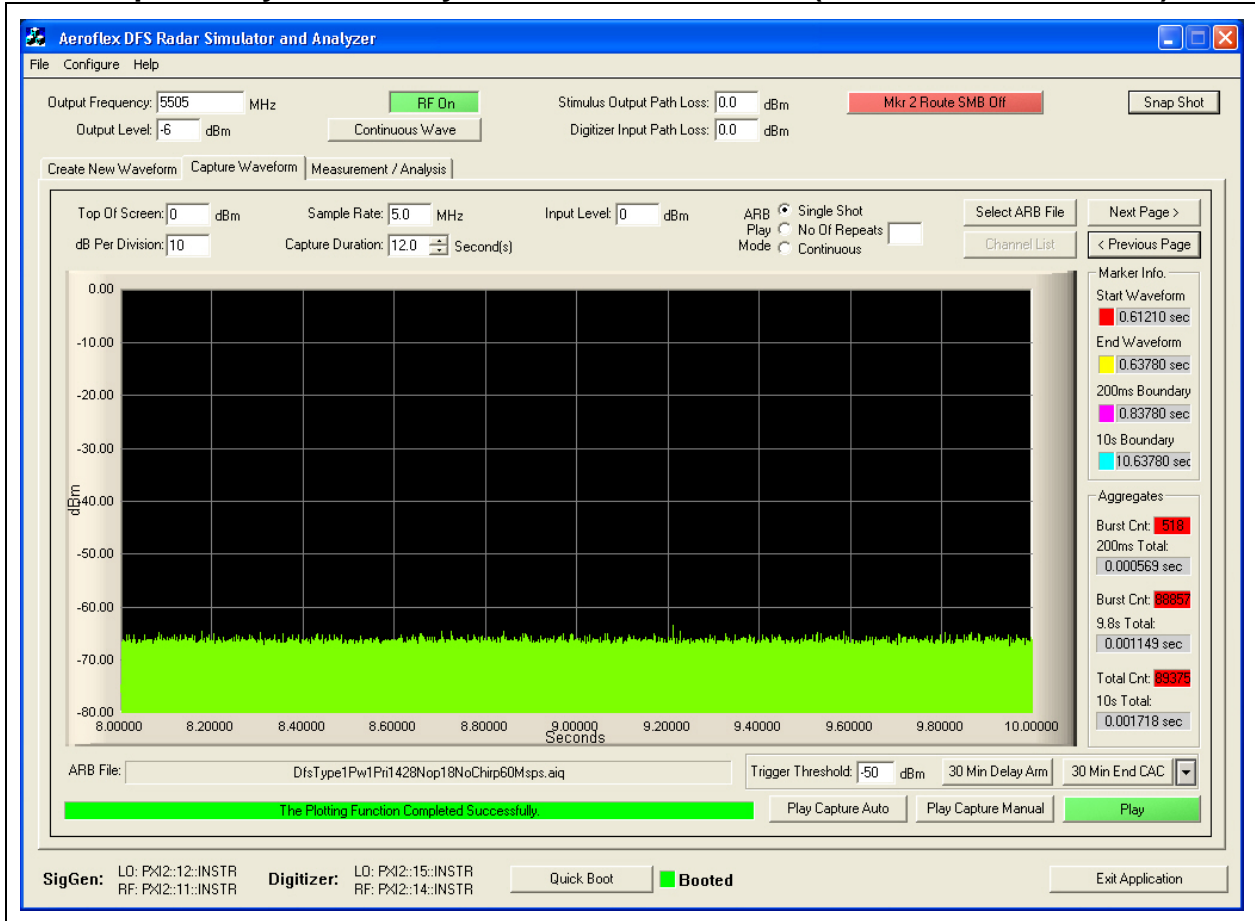 Aeroflex DFS Radar Simulator and Analyzer
File Configure Help
Output Frequency: 5505 MHz RF On Stimulus Output Path Loss: 0.0 dBm Mkr 2 Route SMB Off Snap Shot
Output Level: -6 dBm Continuous Wave Digitizer Input Path Loss: 0.0 dBm
Create New Waveform Capture Waveform Measurement / Analysis
Top Of Screen: 0 dBm Sample Rate: 5.0 MHz Input Level: 0 dBm ARB Play Mode Single Shot Select ARB File Next Page >
No Of Repeats
dB Per Division: 10 Capture Duration: 12.0 Second(s) Continuous Channel List < Previous Page
0.00
-10.00
-20.00
-30.00
-40.00
-50.00
-60.00
-70.00
-80.00
dBm
8.00000 8.20000 8.40000 8.60000 8.80000 9.00000 9.20000 9.40000 9.60000 9.80000 10.00000
Seconds
Marker Info.
Start Waveform
0.61210 sec
End Waveform
0.63780 sec
200ms Boundary
0.83780 sec
10s Boundary
10.63780 sec
Aggregates
Burst Cnt: 518
200ms Total:
0.000569 sec
Burst Cnt: 88857
9.8s Total:
0.001149 sec
Total Cnt: 89375
10s Total:
0.001718 sec
ARB File: DfsType1Pw1Pri1428Nop18NoChirp60Msps.aiq Trigger Threshold: -50 dBm 30 Min Delay Arm 30 Min End CAC
The Plotting Function Completed Successfully. Play Capture Auto Play Capture Manual Play
SigGen: LO: PXI2::12::INSTR Digitizer: LO: PXI2::15::INSTR Quick Boot Booted Exit Application
RF: PXI2::11::INSTR RF: PXI2::14::INSTR